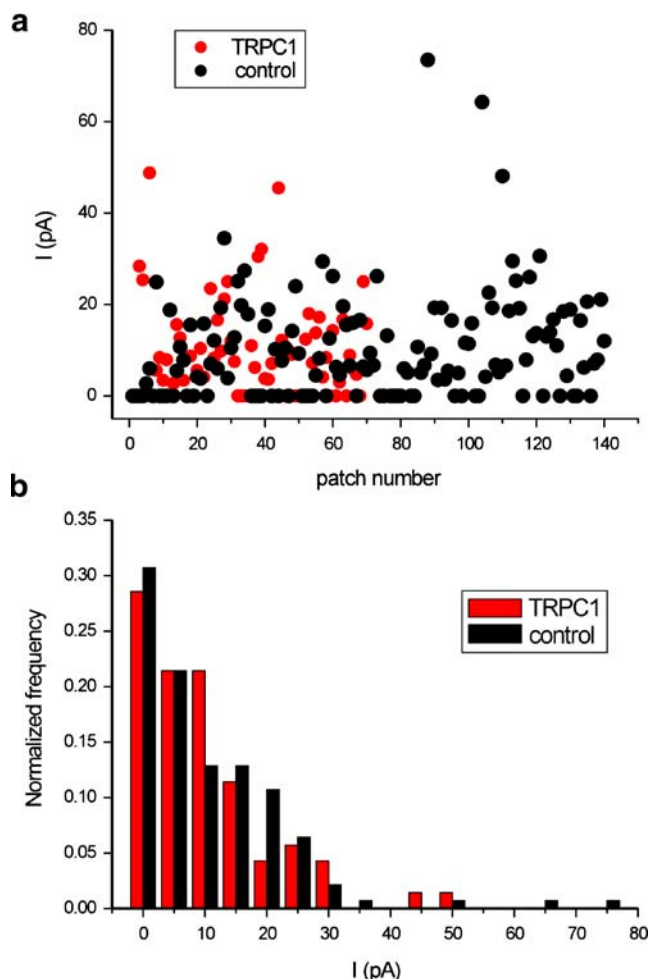 a
80
TRPC1
control
60
I (pA)
40
20
0
0 20 40 60 80 100 120 140
patch number
b
0.35
0.30
TRPC1
control
0.25
Normalized frequency
0.20
0.15
0.10
0.05
0.00
0 10 20 30 40 50 60 70 80
I (pA)